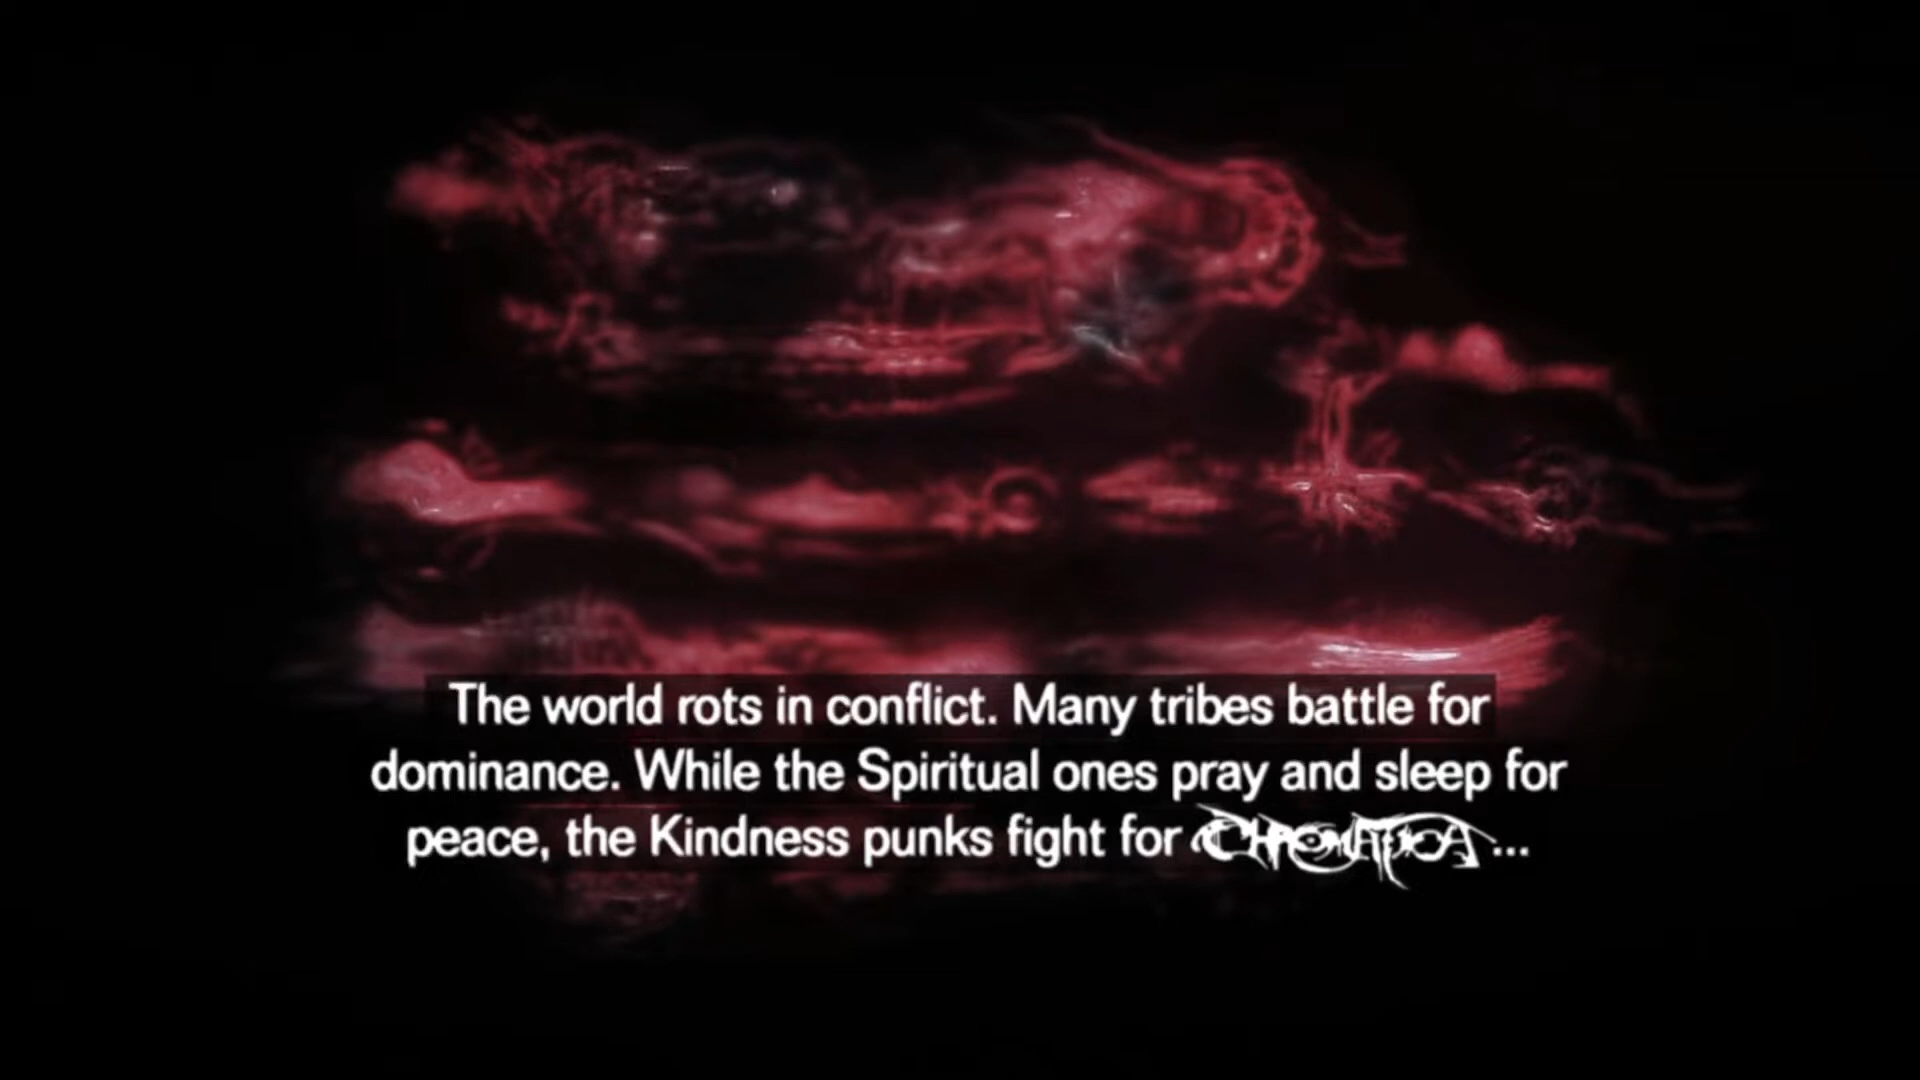 The world rots in conflict. Many tribes battle for
dominance. While the Spiritual ones pray and sleep for
peace, the Kindness punks fight for CHROMATICA...